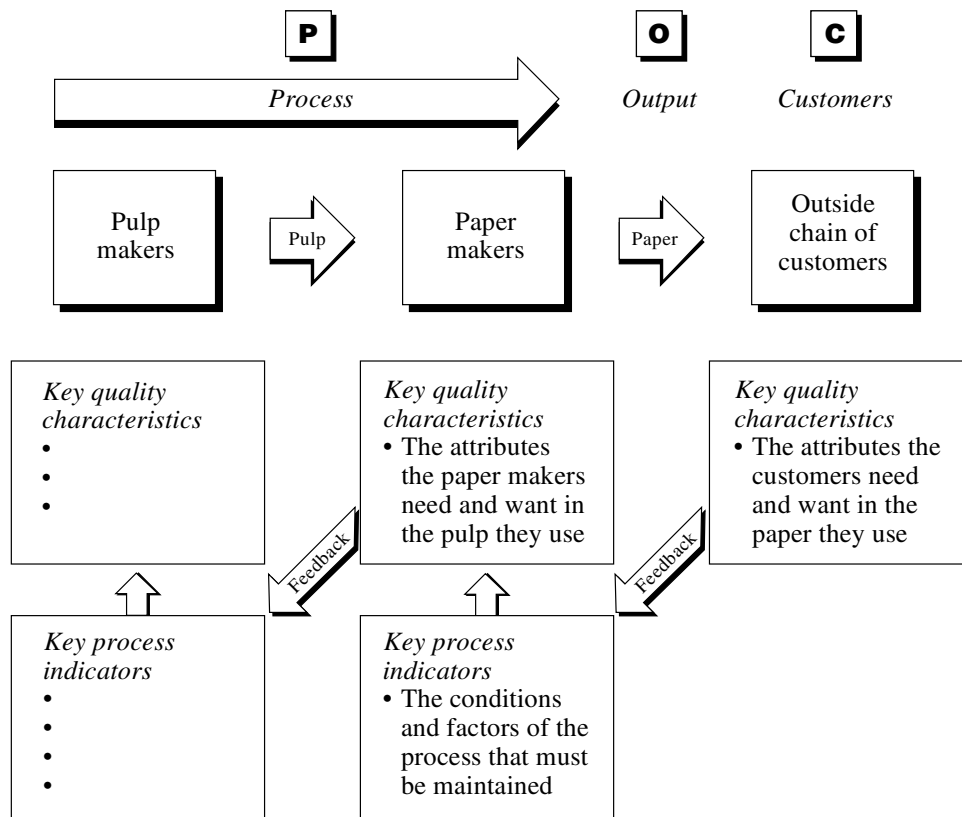 P
O
C
Process
Output
Customers
Pulp
makers
Pulp
Paper
makers
Paper
Outside
chain of
customers
Key quality
characteristics
•
•
•
Key quality
characteristics
• The attributes
the paper makers
need and want in
the pulp they use
Key quality
characteristics
• The attributes the
customers need
and want in the
paper they use
Feedback
Feedback
Key process
indicators
•
•
•
•
Key process
indicators
• The conditions
and factors of the
process that must
be maintained